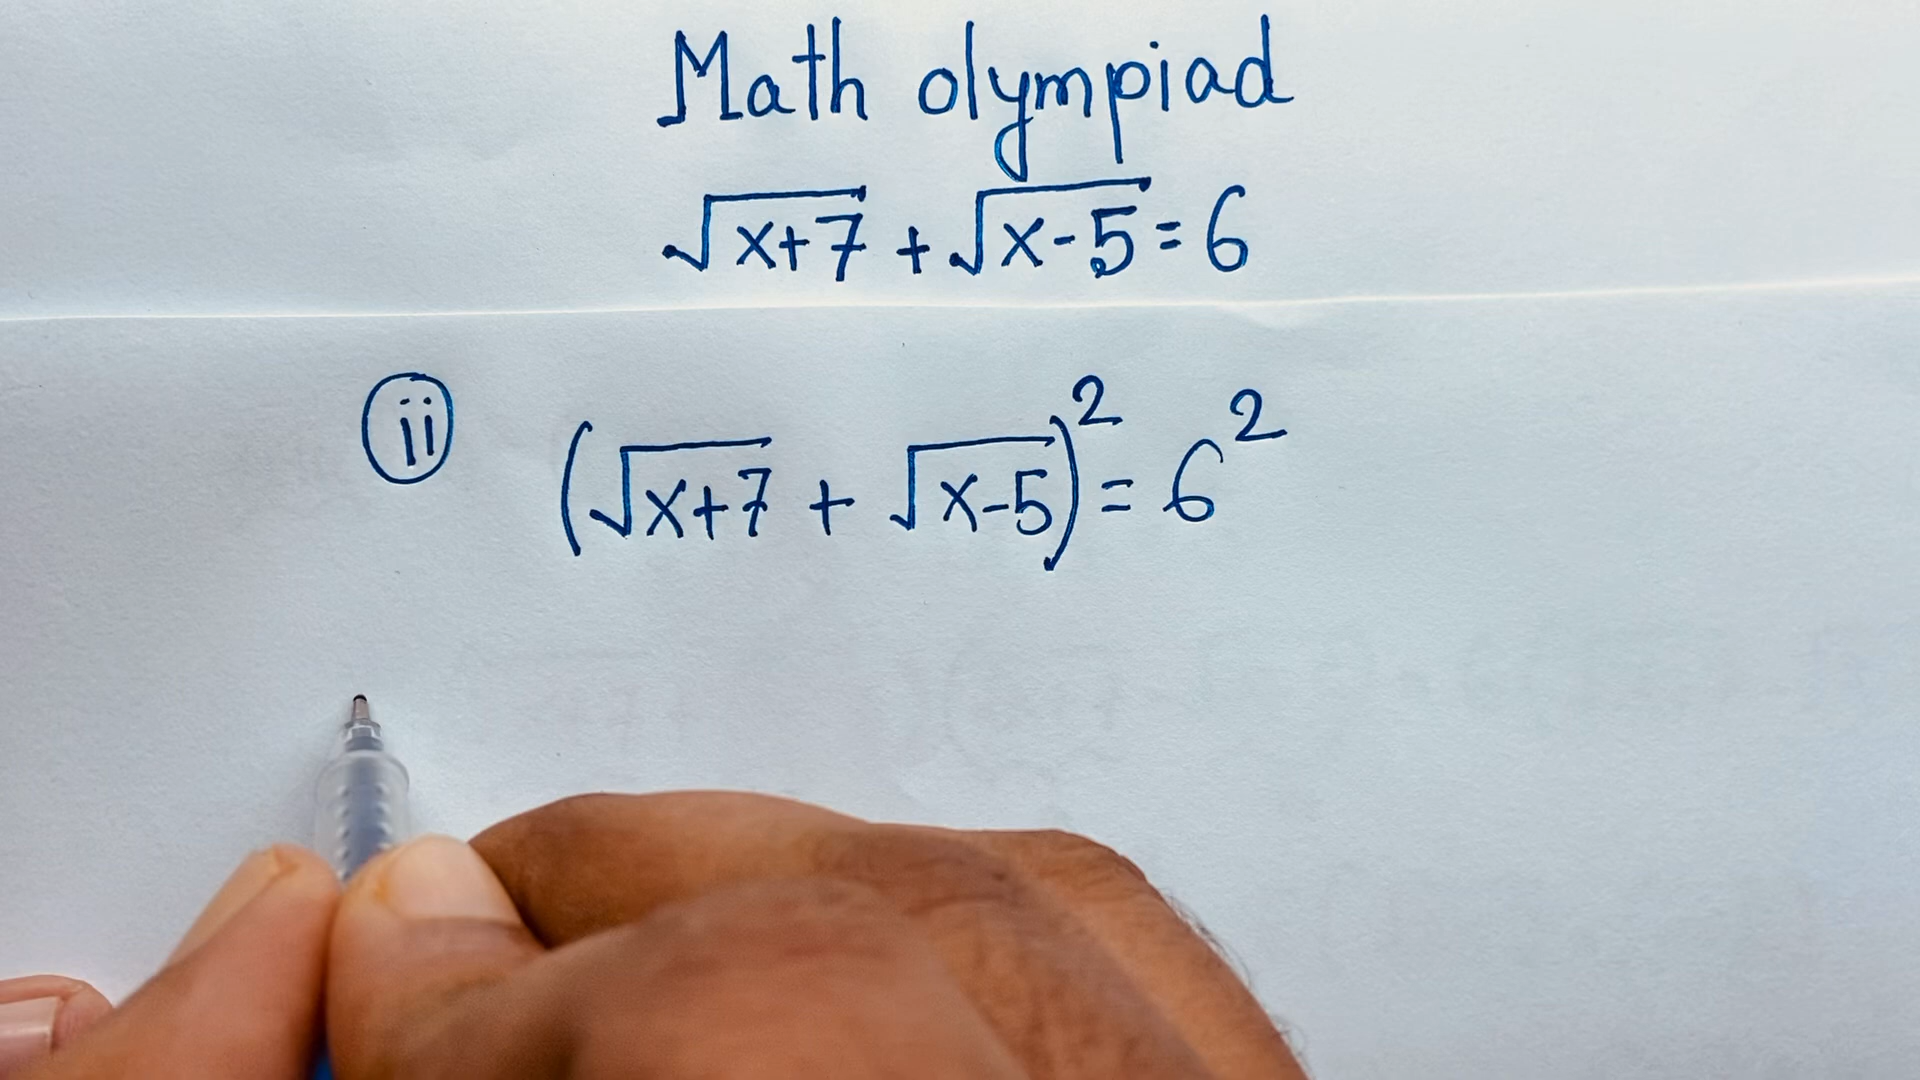 Math olympiad
√(x+7) + √(x-5) = 6
ii (√(x+7) + √(x-5))² = 6²